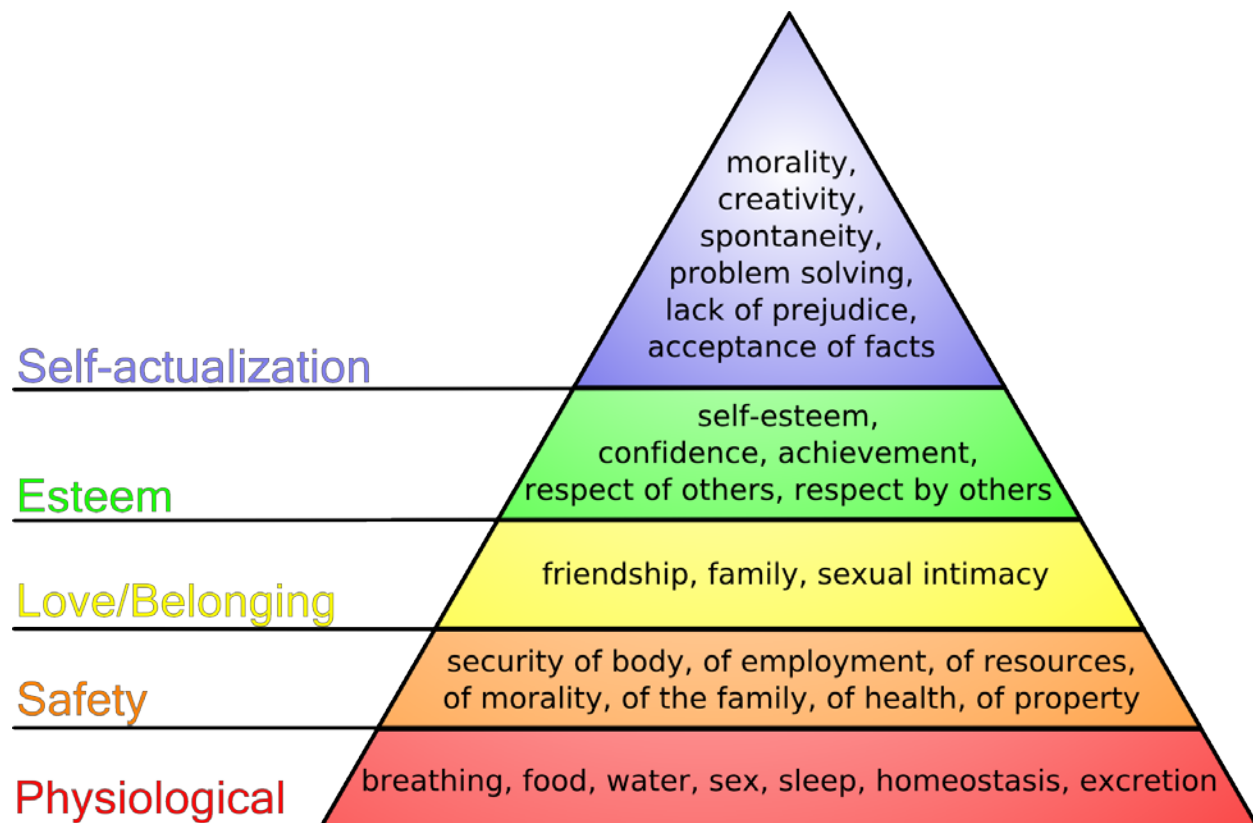 morality,
creativity,
spontaneity,
problem solving,
lack of prejudice,
acceptance of facts
Self-actualization
self-esteem,
confidence, achievement,
respect of others, respect by others
Esteem
friendship, family, sexual intimacy
Love/Belonging
security of body, of employment, of resources,
of morality, of the family, of health, of property
Safety
breathing, food, water, sex, sleep, homeostasis, excretion
Physiological